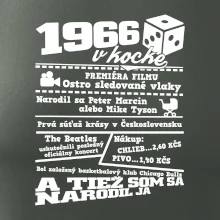 1966
v kocke
PREMIÉRA FILMU
Ostro sledované vlaky
Narodil sa Peter Marcin
alebo Mike Tyson
Prvá súťaž krásy v Československu
The Beatles
uskutočnili posledný
oficiálny koncert
Nákup:
CHLIEB...2,60 KČS
PIVO...1,40 KČS
Bol založený basketbalový klub Chicago Bulls
A TIEŽ SOM SA
NARODIL JA